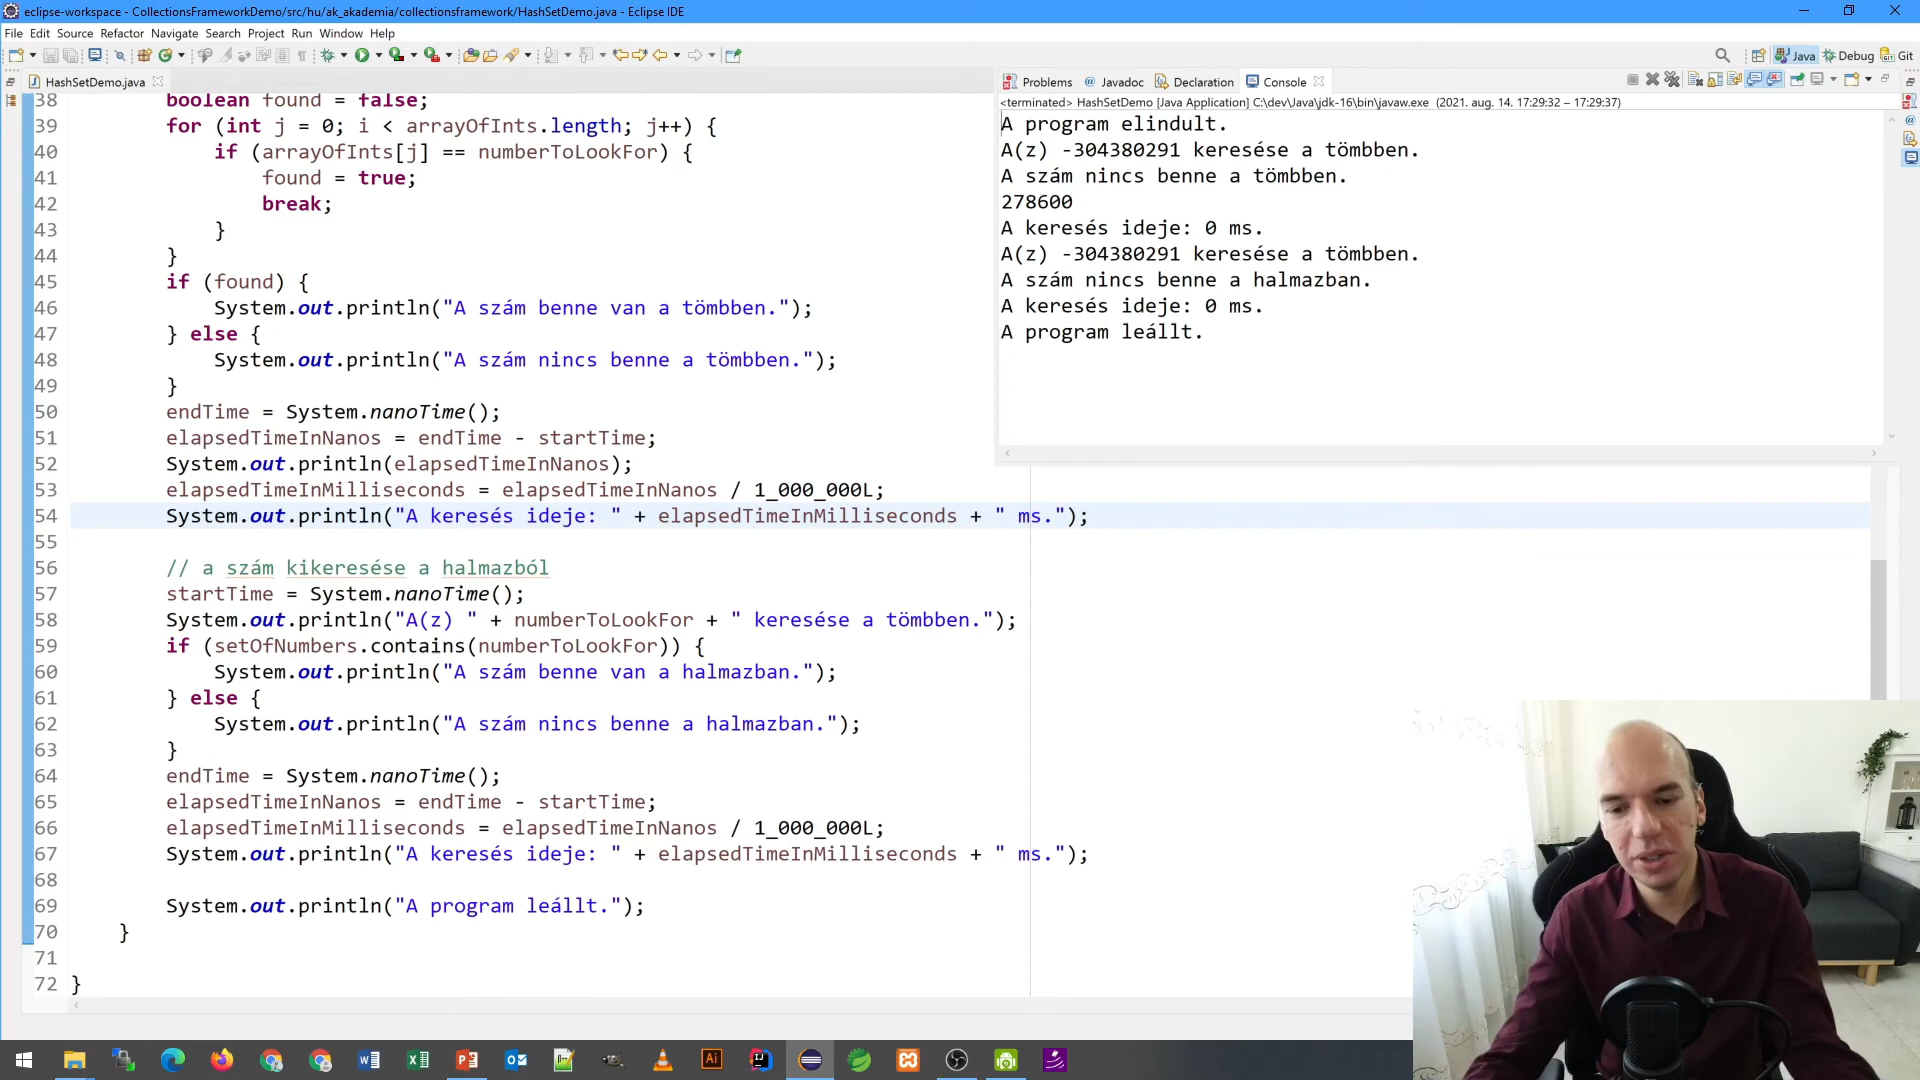 eclipse-workspace - CollectionsFrameworkDemo/src/hu/ak_akademia/collectionsframework/HashSetDemo.java - Eclipse IDE
File Edit Source Refactor Navigate Search Project Run Window Help
Java Debug Git
HashSetDemo.java
38 boolean found = false;
39 for (int j = 0; i < arrayOfInts.length; j++) {
40 if (arrayOfInts[j] == numberToLookFor) {
41 found = true;
42 break;
43 }
44 }
45 if (found) {
46 System.out.println("A szám benne van a tömbben.");
47 } else {
48 System.out.println("A szám nincs benne a tömbben.");
49 }
50 endTime = System.nanoTime();
51 elapsedTimeInNanos = endTime - startTime;
52 System.out.println(elapsedTimeInNanos);
53 elapsedTimeInMilliseconds = elapsedTimeInNanos / 1_000_000L;
54 System.out.println("A keresés ideje: " + elapsedTimeInMilliseconds + " ms.");
55
56 // a szám kikeresése a halmazból
57 startTime = System.nanoTime();
58 System.out.println("A(z) " + numberToLookFor + " keresése a tömbben.");
59 if (setOfNumbers.contains(numberToLookFor)) {
60 System.out.println("A szám benne van a halmazban.");
61 } else {
62 System.out.println("A szám nincs benne a halmazban.");
63 }
64 endTime = System.nanoTime();
65 elapsedTimeInNanos = endTime - startTime;
66 elapsedTimeInMilliseconds = elapsedTimeInNanos / 1_000_000L;
67 System.out.println("A keresés ideje: " + elapsedTimeInMilliseconds + " ms.");
68
69 System.out.println("A program leállt.");
70 }
71
72 }
Problems Javadoc Declaration Console
<terminated> HashSetDemo [Java Application] C:\dev\Java\jdk-16\bin\javaw.exe (2021. aug. 14. 17:29:32 – 17:29:37)
A program elindult.
A(z) -304380291 keresése a tömbben.
A szám nincs benne a tömbben.
278600
A keresés ideje: 0 ms.
A(z) -304380291 keresése a tömbben.
A szám nincs benne a halmazban.
A keresés ideje: 0 ms.
A program leállt.